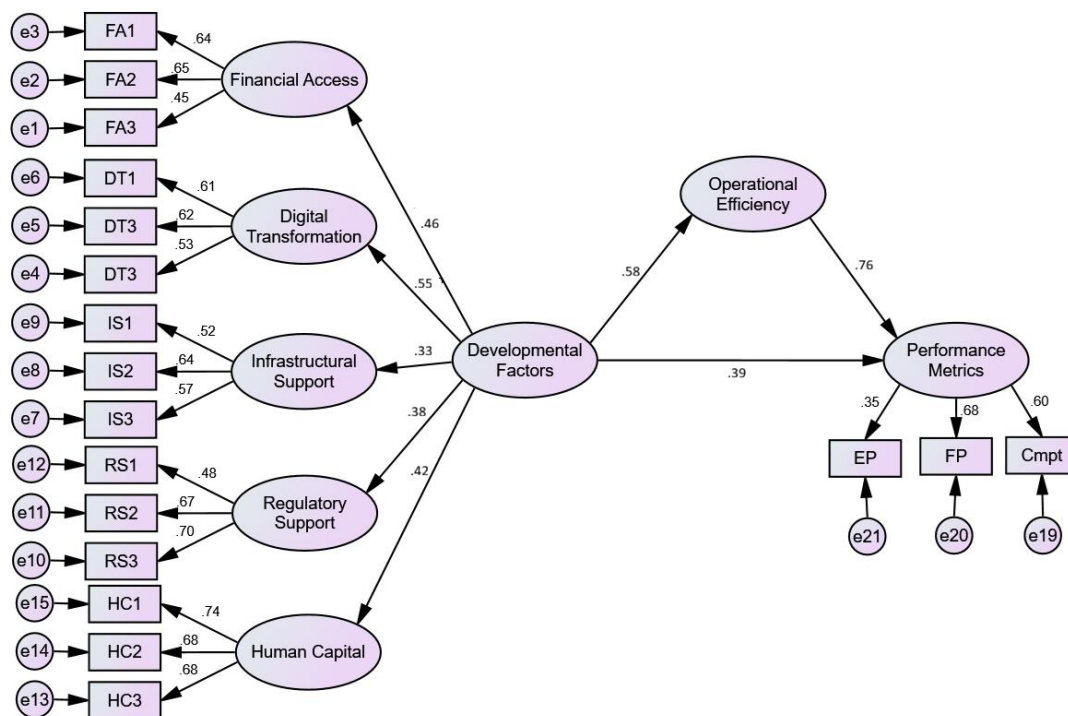 e3
FA1
.64
e2
FA2
.65
Financial Access
.45
e1
FA3
e6
DT1
.61
e5
DT3
.62
Digital
Transformation
.53
e4
DT3
e9
IS1
.52
e8
IS2
.64
Infrastructural
Support
.57
e7
IS3
e12
RS1
.48
e11
RS2
.67
Regulatory
Support
.70
e10
RS3
e15
HC1
.74
e14
HC2
.68
Human Capital
.68
e13
HC3
.46
.55
.33
.38
.42
Developmental
Factors
.58
Operational
Efficiency
.76
.39
Performance
Metrics
.35
.68
.60
EP
FP
Cmpt
e21
e20
e19